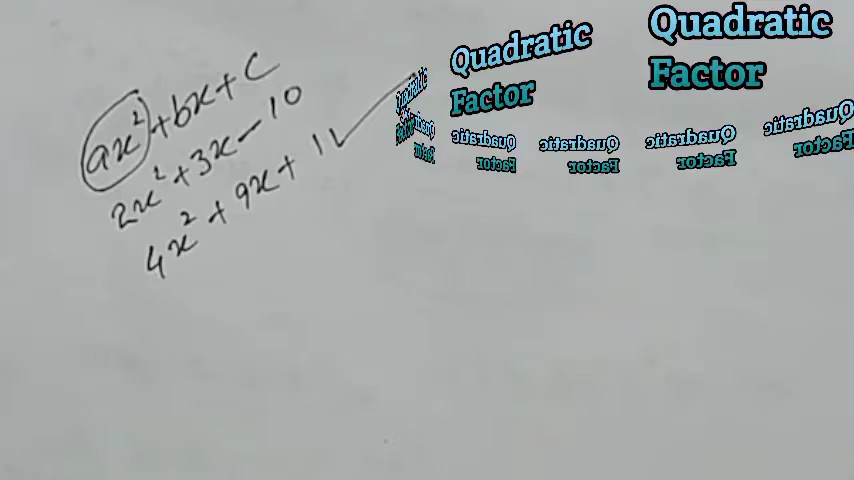 ax² + bx + c
2x² + 3x - 10
4x² + 9x + 11
Quadratic
Factor
Quadratic
Factor
Quadratic
Factor
Quadratic
Factor
Quadratic
Factor
Quadratic
Factor